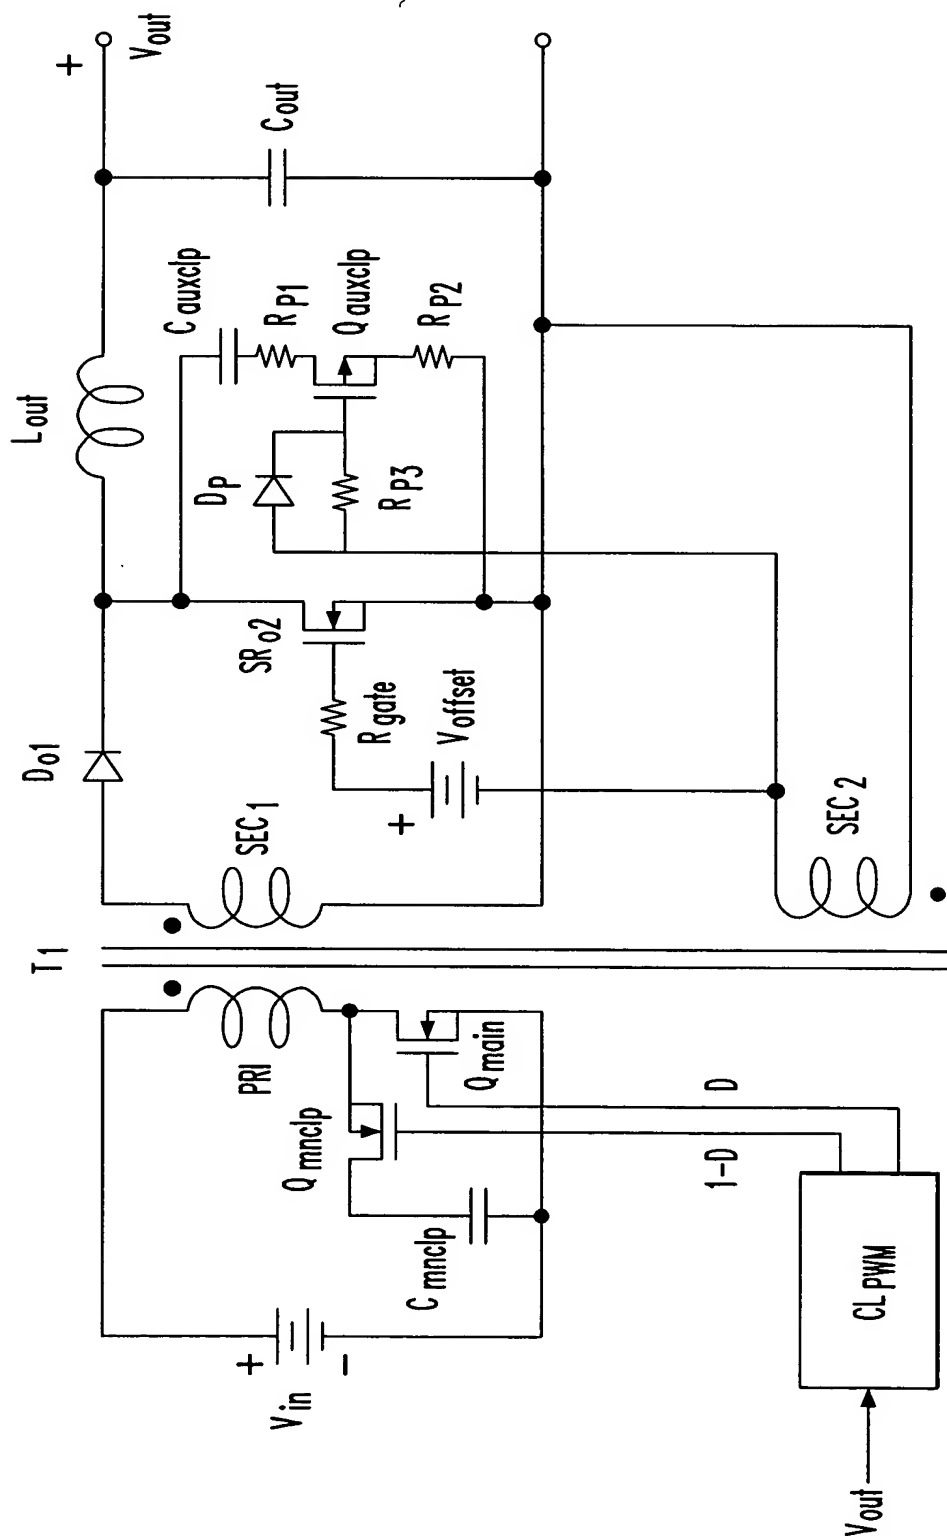 T1
D_o1
L_out
+
V_out
C_auxclp
R_P1
Q_auxclp
R_P2
D_P
R_P3
C_out
SR_o2
R_gate
V_offset
+
SEC_1
SEC_2
PRI
Q_mnclp
Q_main
C_mnclp
V_in
+
-
D
1-D
CL_PWM
V_out